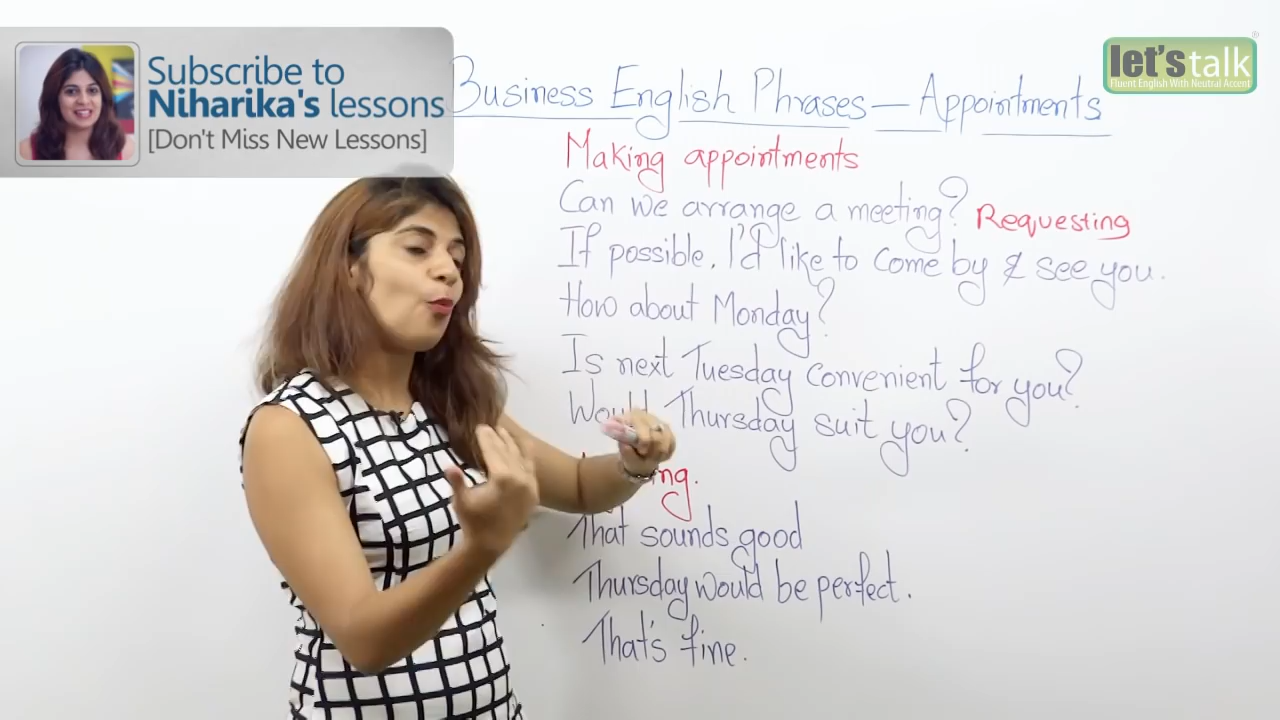 Subscribe to
Niharika's lessons
[Don't Miss New Lessons]
let's talk®
Fluent English With Neutral Accent
Business English Phrases – Appointments
Making appointments
Can we arrange a meeting? Requesting
If possible, I'd like to come by & see you.
How about Monday?
Is next Tuesday convenient for you?
Would Thursday suit you?
That sounds good
Thursday would be perfect.
That's fine.